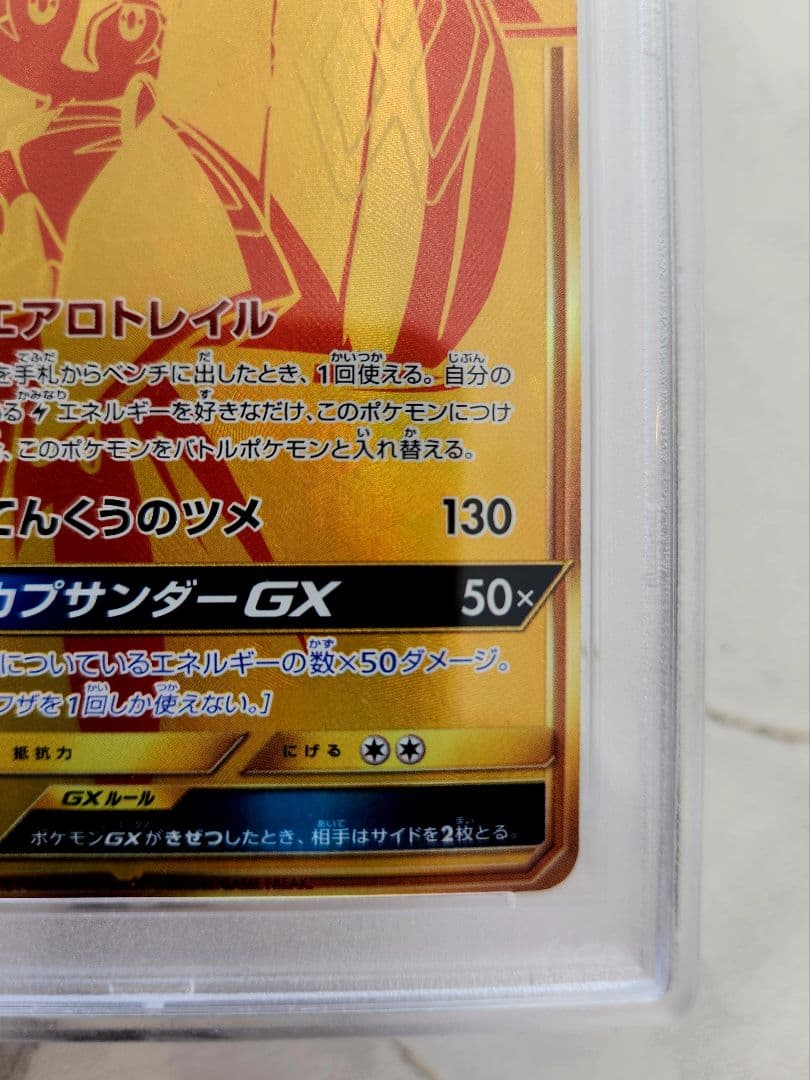 エアロトレイル
を手札からベンチに出したとき、1回使える。自分の
る エネルギーを好きなだけ、このポケモンにつけ
、このポケモンをバトルポケモンと入れ替える。
てんくうのツメ 130
カプサンダーGX 50×
についているエネルギーの数×50ダメージ。
ワザを1回しか使えない。]
抵抗力 にげる
GXルール
ポケモンGXがきぜつしたとき、相手はサイドを2枚とる。